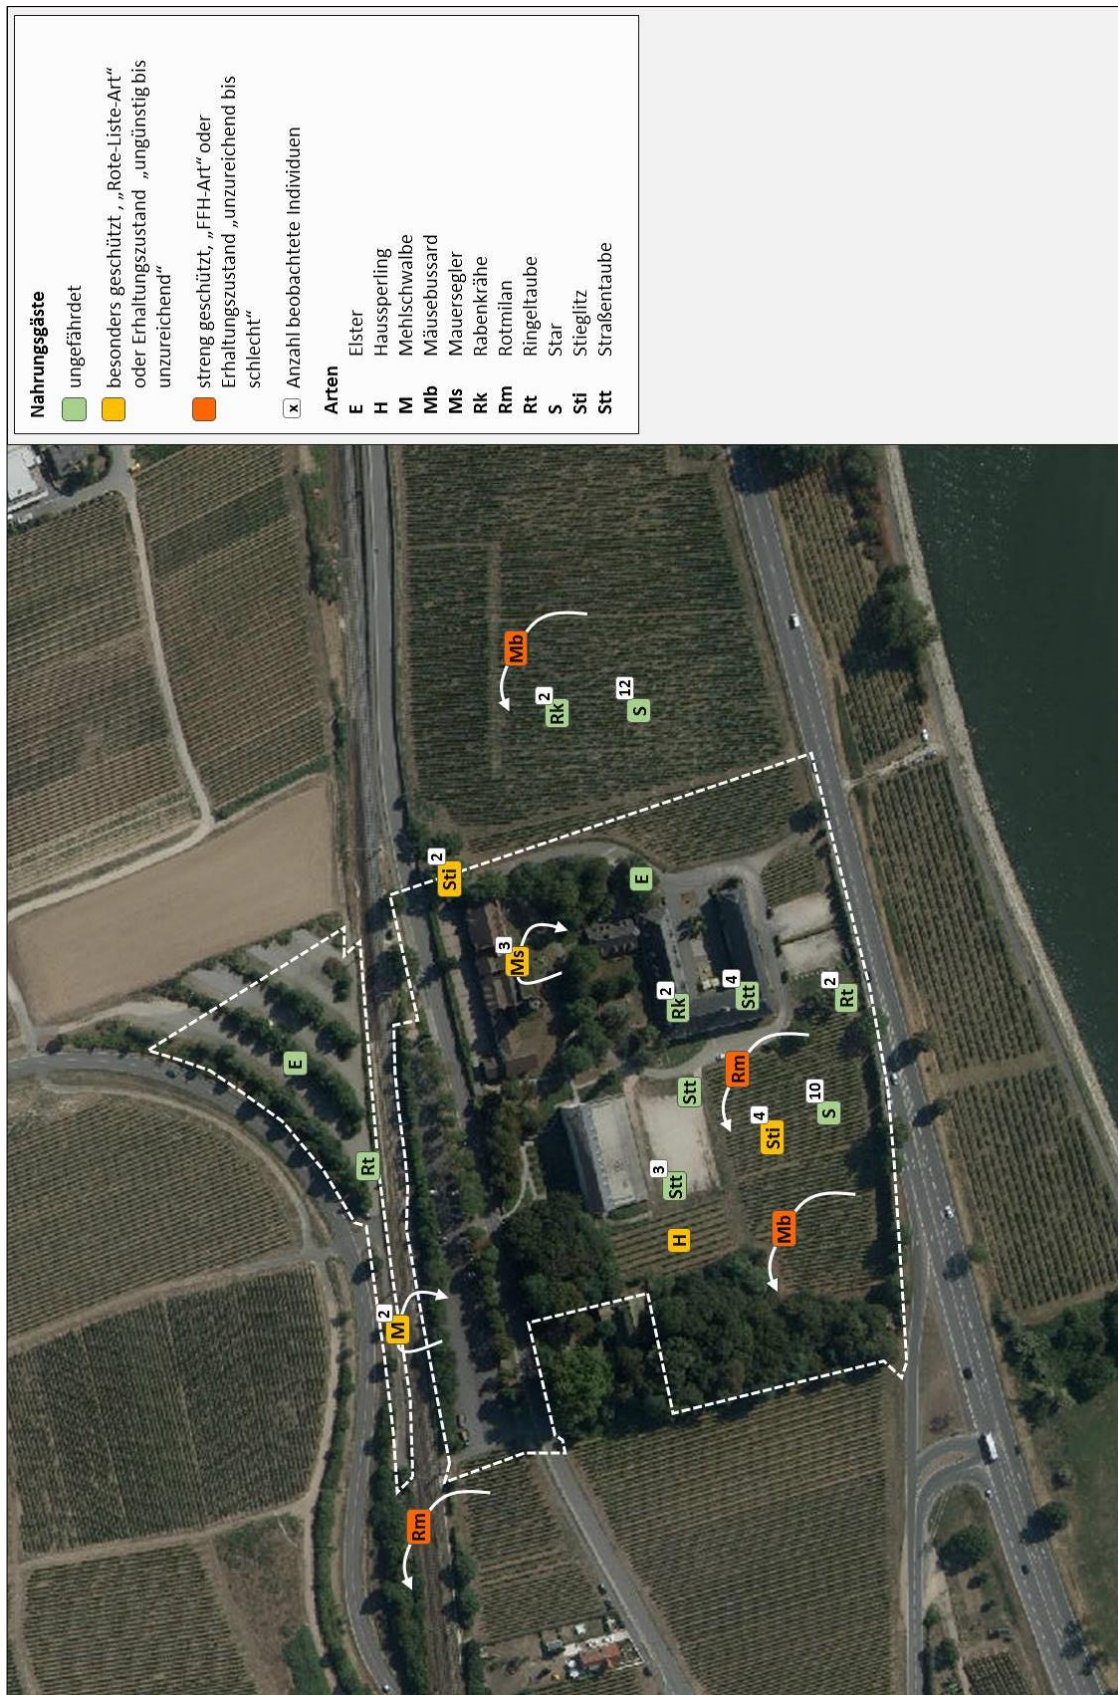 Nahrungsgäste
ungefährdet
besonders geschützt , „Rote-Liste-Art“
oder Erhaltungszustand „ungünstig bis
unzureichend“
streng geschützt, „FFH-Art“ oder
Erhaltungszustand „unzureichend bis
schlecht“
x Anzahl beobachtete Individuen
Arten
E Elster
H Haussperling
M Mehlschwalbe
Mb Mäusebussard
Ms Mauersegler
Rk Rabenkrähe
Rm Rotmilan
Rt Ringeltaube
S Star
Sti Stieglitz
Stt Straßentaube
E
Rt
M 2
Rm
Sti 2
Ms 3
Mb
Rk 2
S 12
E
Rk 2
Stt 4
Rt 2
Stt
Rm
Stt 3
Sti 4
S 10
H
Mb